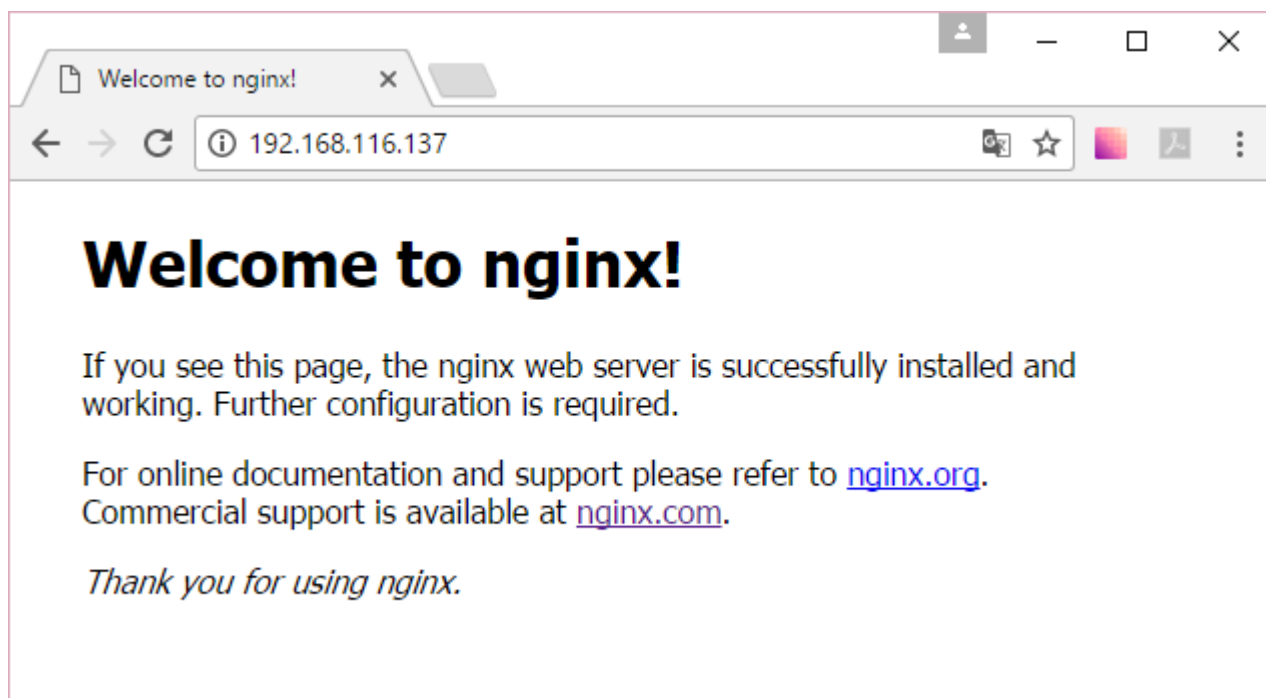 Welcome to nginx!
192.168.116.137
Welcome to nginx!
If you see this page, the nginx web server is successfully installed and
working. Further configuration is required.
For online documentation and support please refer to nginx.org.
Commercial support is available at nginx.com.
Thank you for using nginx.